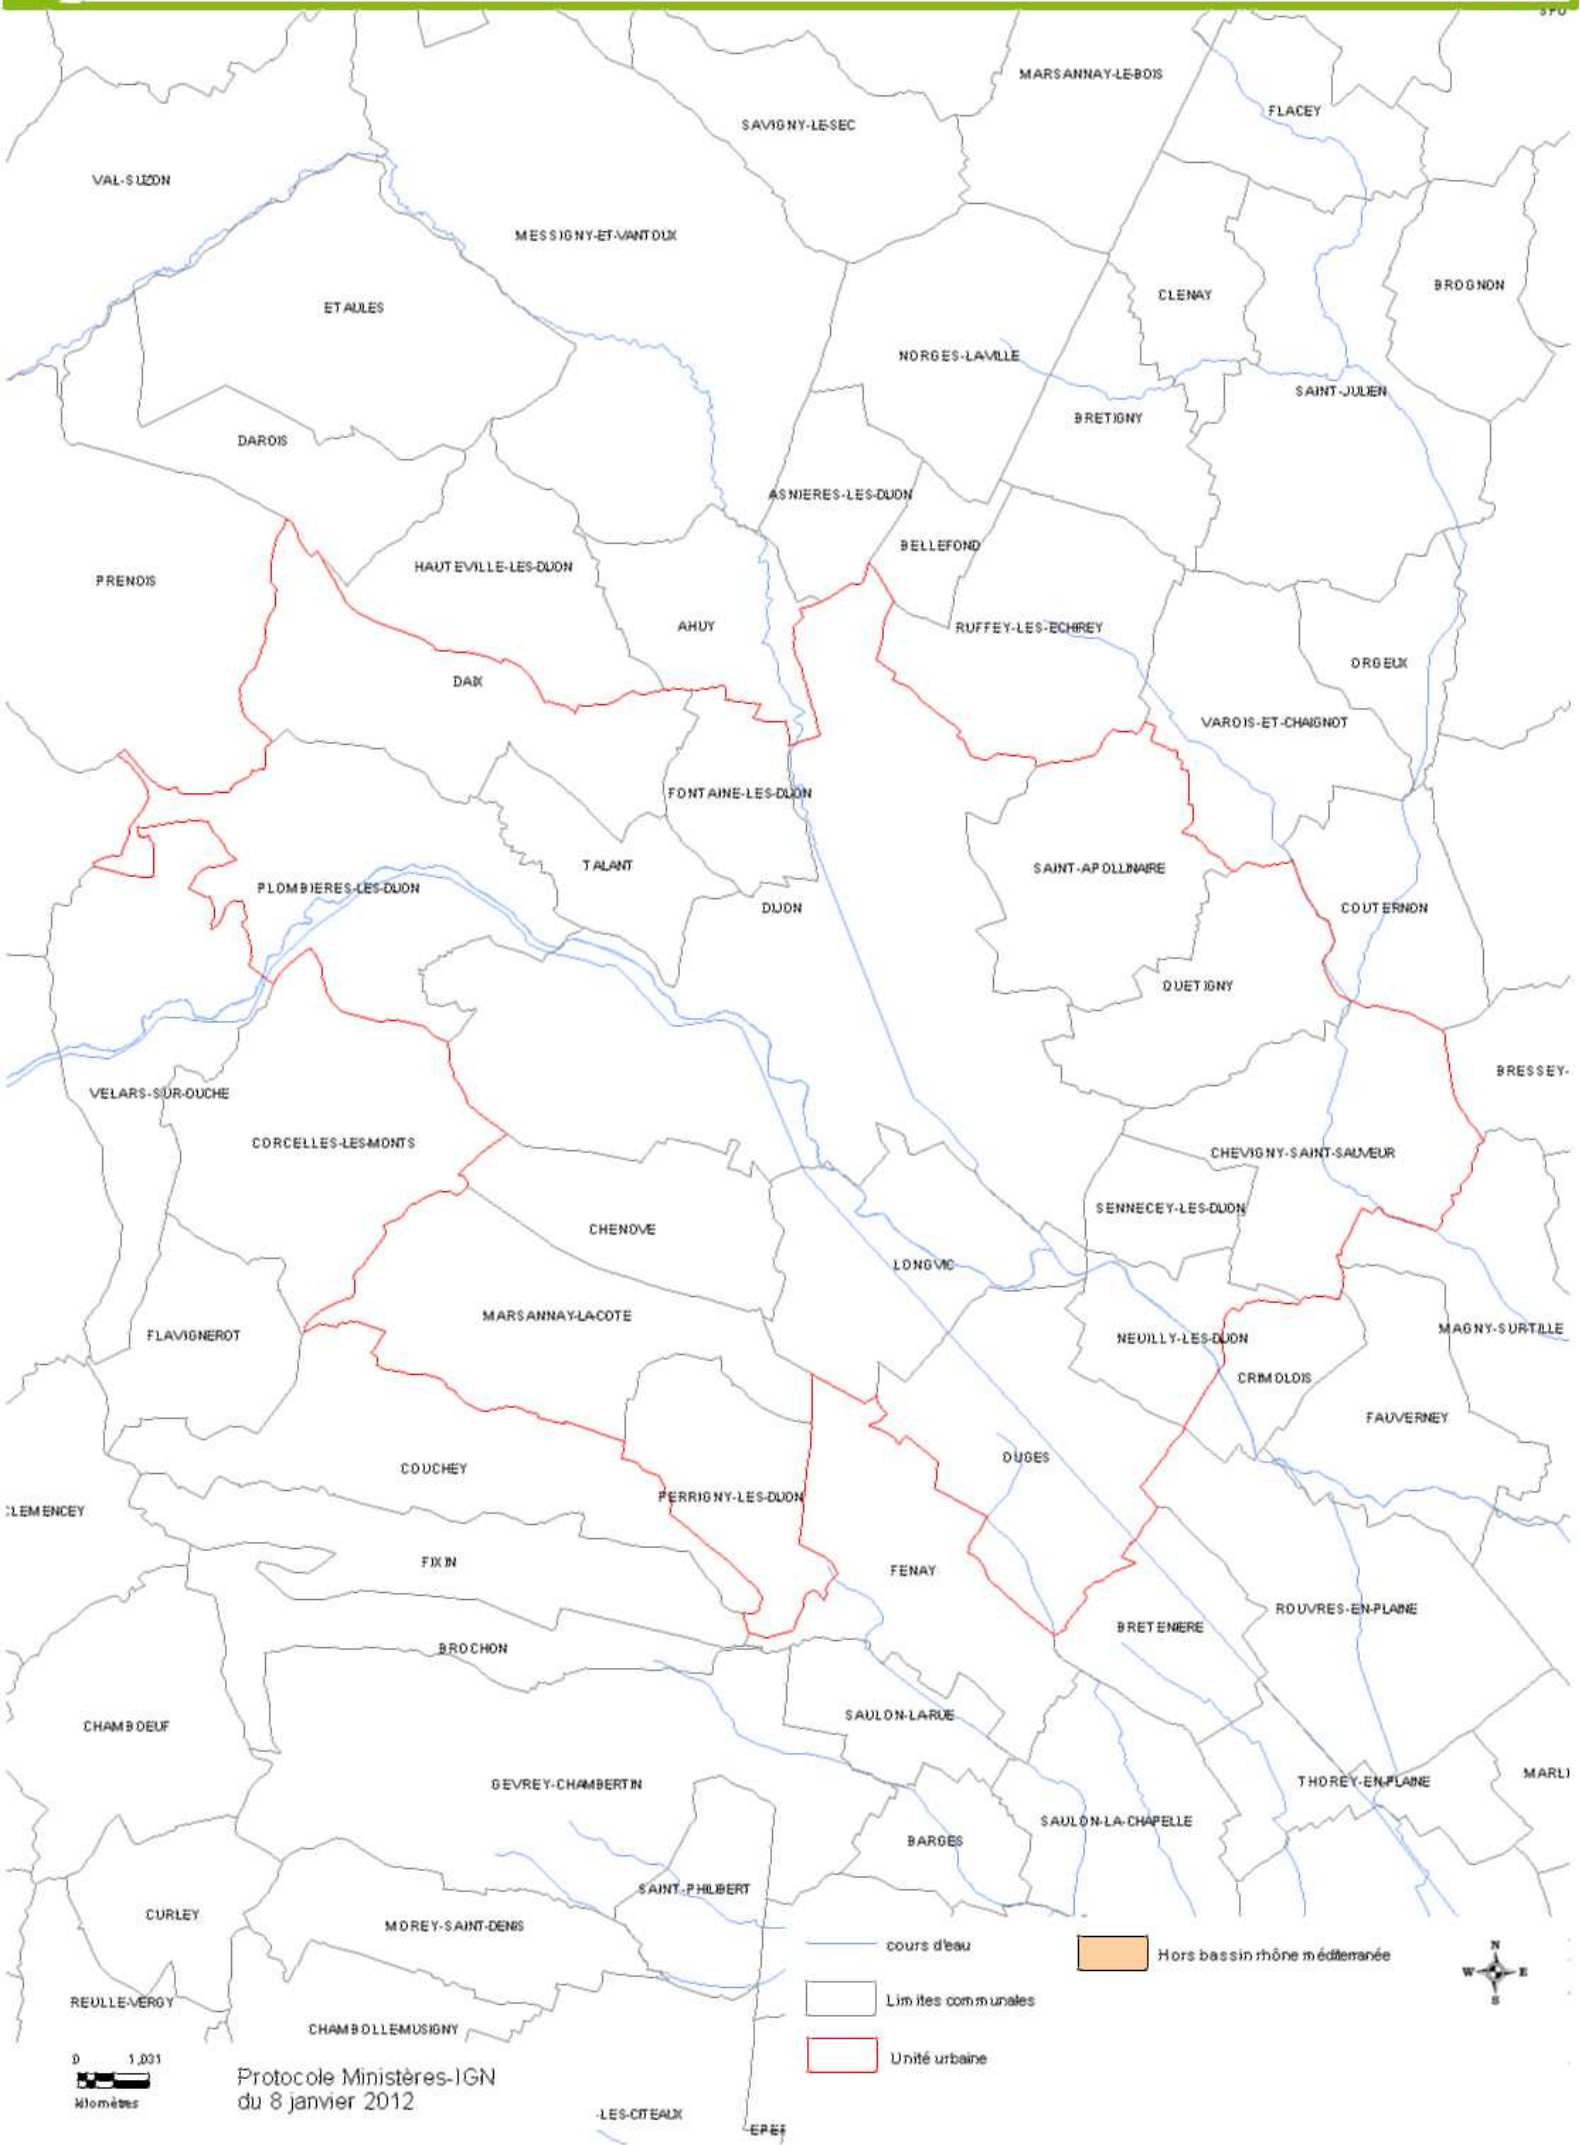 MARSANNAY-LE-BOIS
FLACEY
SAVIGNY-LE-SEC
VAL-SUZON
MESSIGNY-ET-VANTOUX
BROGNON
CLENAY
ETAULES
NORGES-LA-VILLE
SAINT-JULIEN
BRETIGNY
DAROIS
ASNIERES-LES-DIJON
BELLEFOND
HAUTEVILLE-LES-DIJON
PRENOIS
AHUY
RUFFEY-LES-ECHIREY
ORGEUX
DAIX
VAROIS-ET-CHAIGNOT
FONTAINE-LES-DIJON
TALANT
SAINT-APOLLINAIRE
PLOMBIERES-LES-DIJON
DIJON
COUTERNON
QUETIGNY
BRESSEY-
VELARS-SUR-OUCHE
CORCELLES-LES-MONTS
CHEVIGNY-SAINT-SAUVEUR
SENNECEY-LES-DIJON
CHENOVE
LONGVIC
MARSANNAY-LA-COTE
FLAVIGNEROT
NEUILLY-LES-DIJON
MAGNY-SUR-TILLE
CRIMOLOIS
FAUVERNEY
COUCHEY
OUGES
PERRIGNY-LES-DIJON
CLEMENCEY
FIXIN
FENAY
ROUVRES-EN-PLAINE
BRETENIERE
BROCHON
SAULON-LA-RUE
CHAMBOEUF
GEVREY-CHAMBERTIN
THOREY-EN-PLAINE
MARLI
SAULON-LA-CHAPELLE
BARGES
SAINT-PHILIBERT
CURLEY
MOREY-SAINT-DENIS
REULLE-VERGY
CHAMBOLLE-MUSIGNY
cours d'eau
Hors bassin rhône méditerranée
Limites communales
Unité urbaine
N
W E
S
0 1,031
kilomètres
Protocole Ministères-IGN
du 8 janvier 2012
-LES-CITEAUX